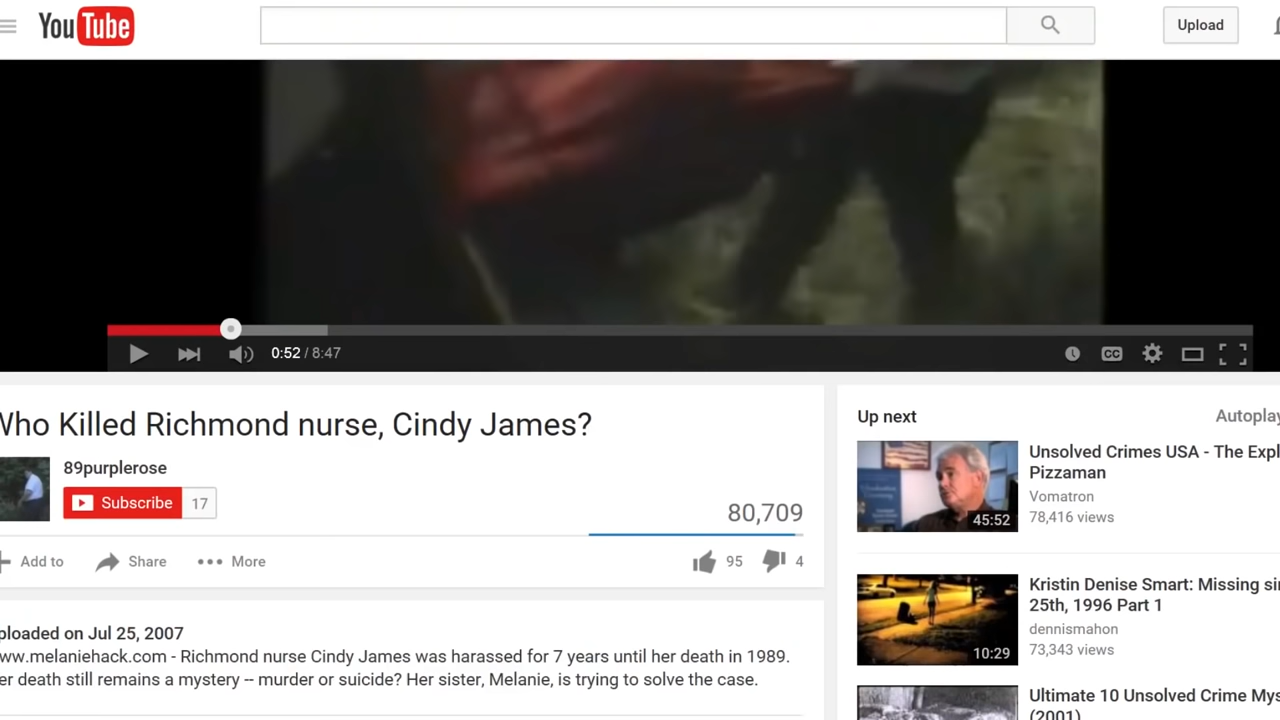 YouTube
Upload
0:52 / 8:47
CC
Who Killed Richmond nurse, Cindy James?
89purplerose
Subscribe 17
80,709
Add to Share More 95 4
ploaded on Jul 25, 2007
ww.melaniehack.com - Richmond nurse Cindy James was harassed for 7 years until her death in 1989.
er death still remains a mystery -- murder or suicide? Her sister, Melanie, is trying to solve the case.
Up next Autoplay
45:52
Unsolved Crimes USA - The Expl
Pizzaman
Vomatron
78,416 views
10:29
Kristin Denise Smart: Missing si
25th, 1996 Part 1
dennismahon
73,343 views
Ultimate 10 Unsolved Crime Mys
(2001)